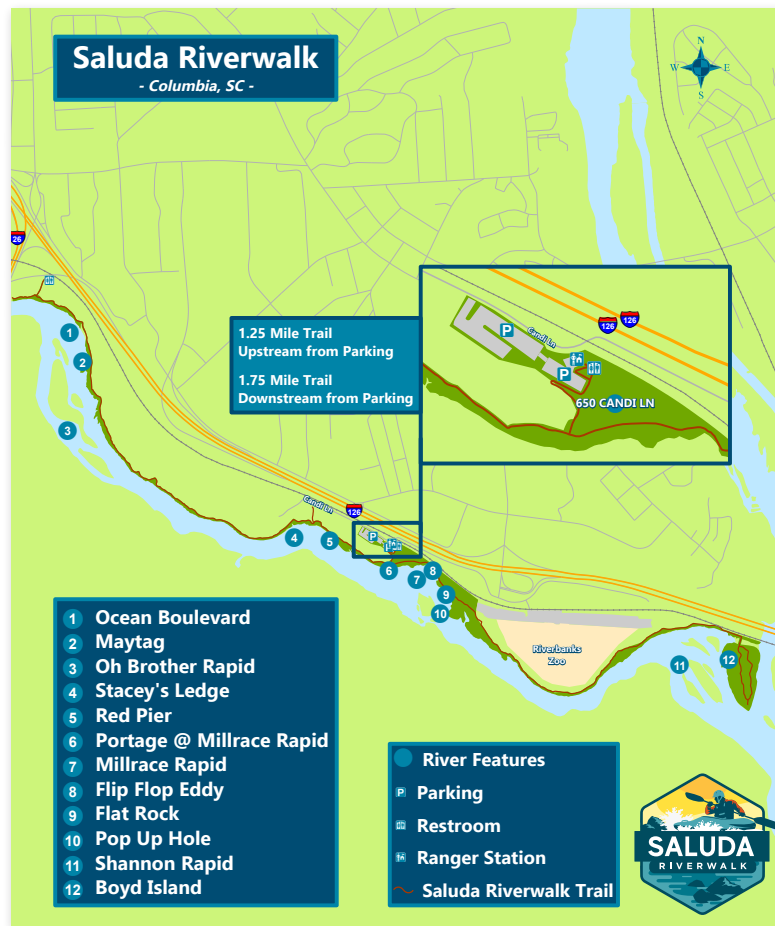 Saluda Riverwalk
- Columbia, SC -
N
W
E
S
26
1.25 Mile Trail
Upstream from Parking
1.75 Mile Trail
Downstream from Parking
126
126
P
Candi Ln
P
650 CANDI LN
1
2
3
Candi Ln
126
P
4
5
6
7
8
9
10
Riverbanks
Zoo
11
12
1 Ocean Boulevard
2 Maytag
3 Oh Brother Rapid
4 Stacey's Ledge
5 Red Pier
6 Portage @ Millrace Rapid
7 Millrace Rapid
8 Flip Flop Eddy
9 Flat Rock
10 Pop Up Hole
11 Shannon Rapid
12 Boyd Island
River Features
P Parking
Restroom
Ranger Station
Saluda Riverwalk Trail
SALUDA
RIVERWALK